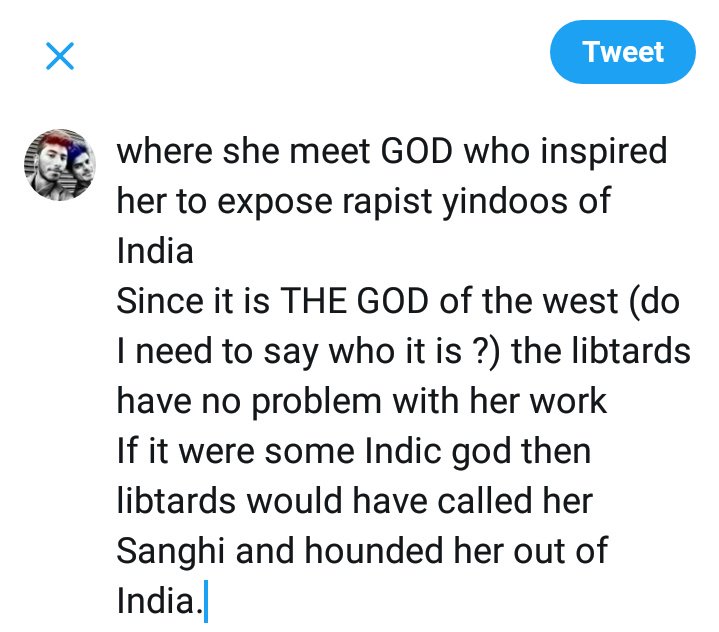 Tweet
where she meet GOD who inspired
her to expose rapist yindoos of
India
Since it is THE GOD of the west (do
I need to say who it is ?) the libtards
have no problem with her work
If it were some Indic god then
libtards would have called her
Sanghi and hounded her out of
India.